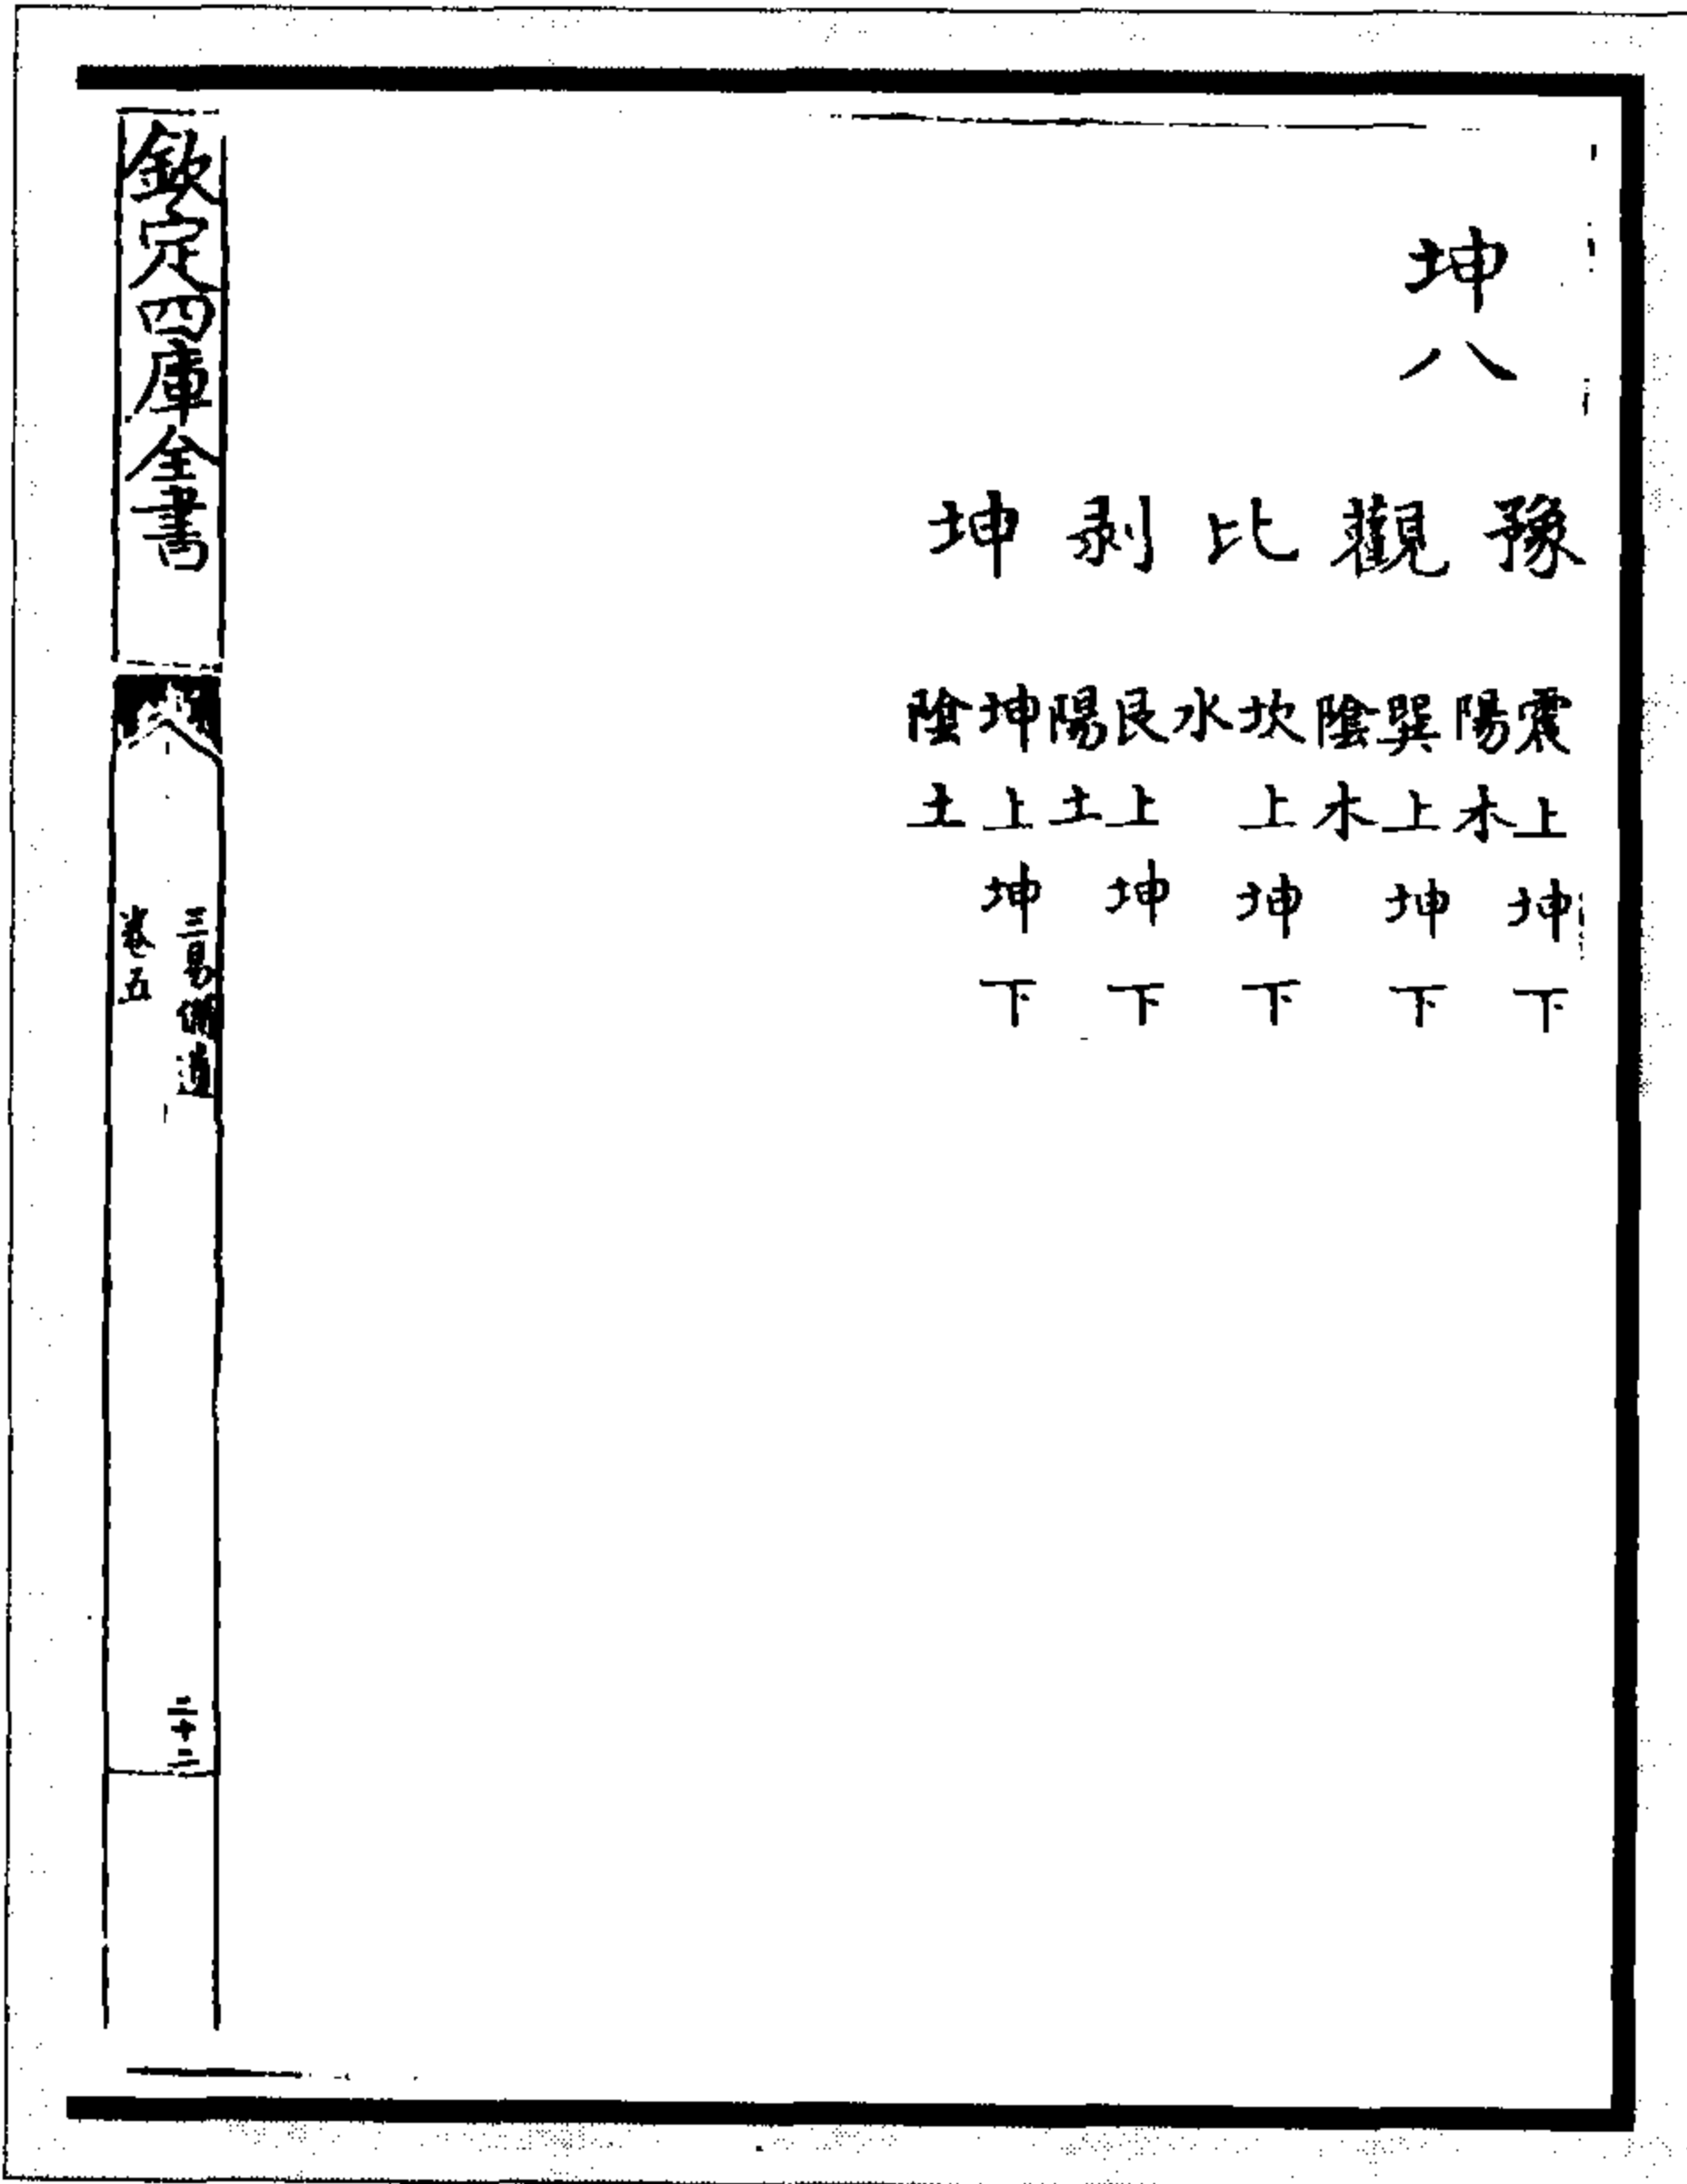 豫 震上坤下
陽木
坤八
觀 巽上坤下
陰木
比 坎上坤下
水
剥 艮上坤下
陽土
坤 坤上坤下
陰土
欽定四庫全書
三易備遺
卷五
二十二